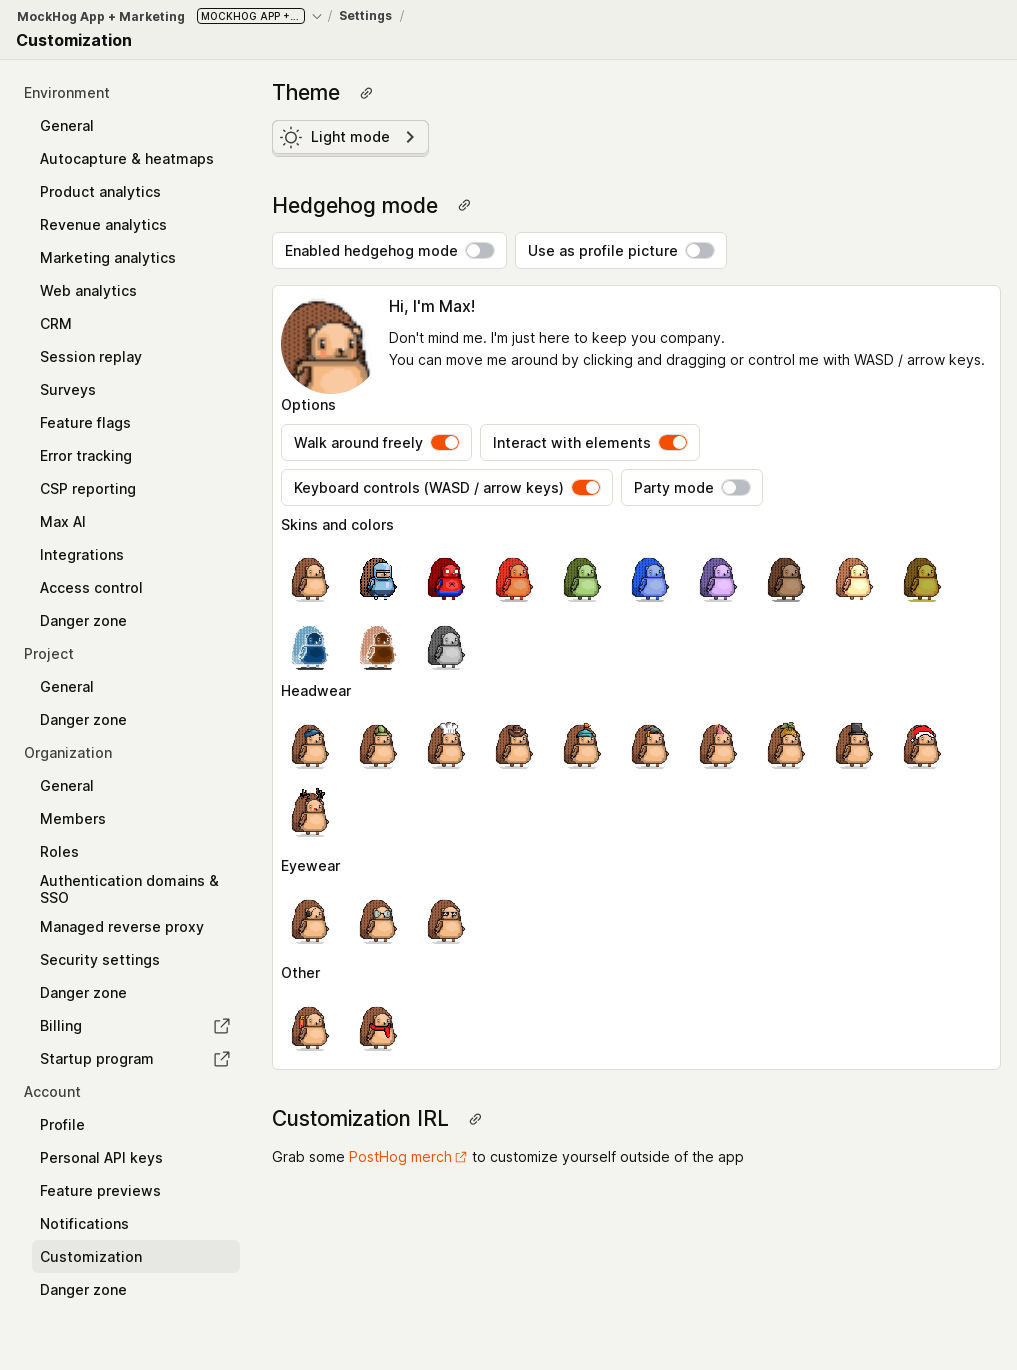 MockHog App + Marketing
MOCKHOG APP +...
/
Settings
/
Customization
Environment
General
Autocapture & heatmaps
Product analytics
Revenue analytics
Marketing analytics
Web analytics
CRM
Session replay
Surveys
Feature flags
Error tracking
CSP reporting
Max AI
Integrations
Access control
Danger zone
Project
General
Danger zone
Organization
General
Members
Roles
Authentication domains &
SSO
Managed reverse proxy
Security settings
Danger zone
Billing
Startup program
Account
Profile
Personal API keys
Feature previews
Notifications
Customization
Danger zone
Theme
Light mode
Hedgehog mode
Enabled hedgehog mode
Use as profile picture
Hi, I'm Max!
Don't mind me. I'm just here to keep you company.
You can move me around by clicking and dragging or control me with WASD / arrow keys.
Options
Walk around freely
Interact with elements
Keyboard controls (WASD / arrow keys)
Party mode
Skins and colors
Headwear
Eyewear
Other
Customization IRL
Grab some PostHog merch to customize yourself outside of the app